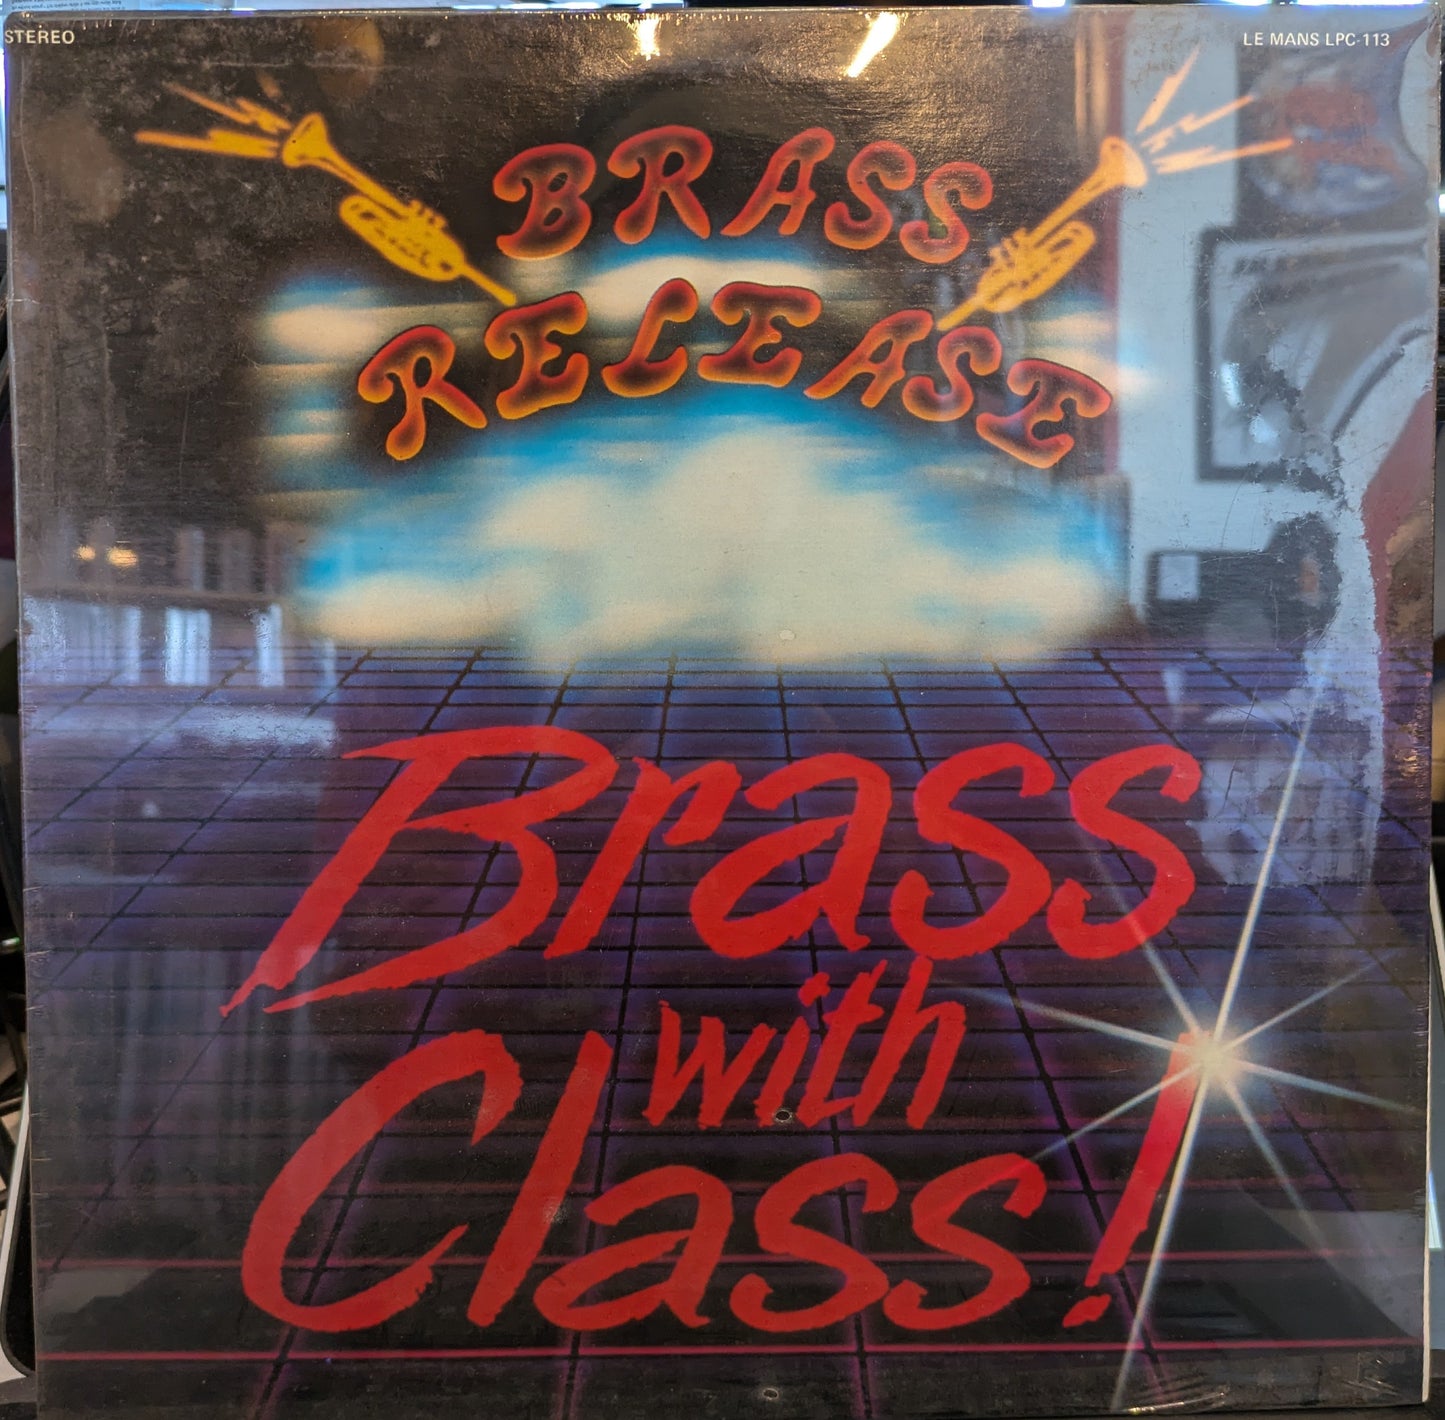 STEREO
LE MANS LPC-113
BRASS
RELEASE
Brass
with
Class!